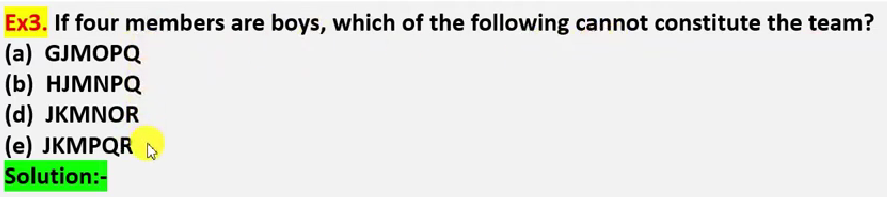 Ex3. If four members are boys, which of the following cannot constitute the team?
(a) GJMOPQ
(b) HJMNPQ
(d) JKMNOR
(e) JKMPQR
Solution:-